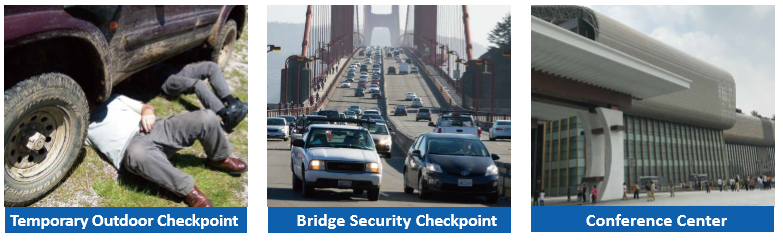 Temporary Outdoor Checkpoint
Bridge Security Checkpoint
Conference Center